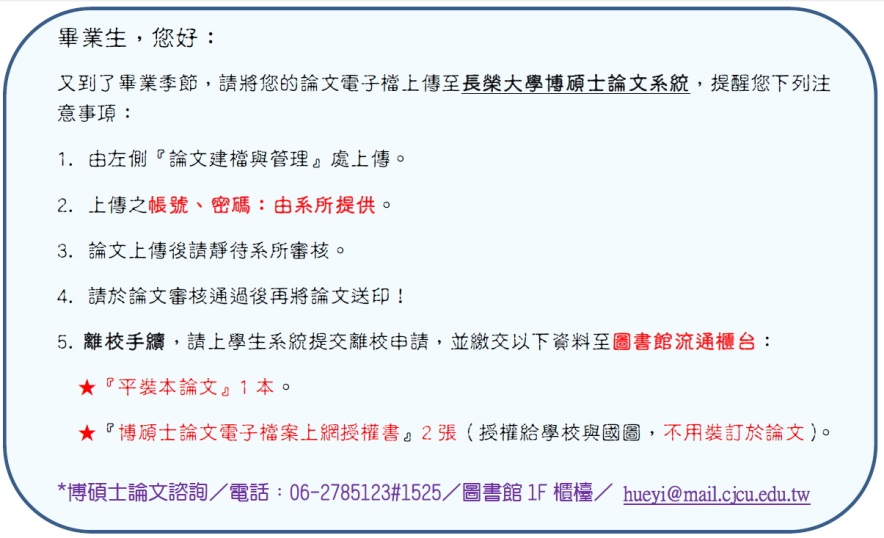 畢業生，您好：
又到了畢業季節，請將您的論文電子檔上傳至長榮大學博碩士論文系統，提醒您下列注
意事項：
1. 由左側『論文建檔與管理』處上傳。
2. 上傳之帳號、密碼：由系所提供。
3. 論文上傳後請靜待系所審核。
4. 請於論文審核通過後再將論文送印！
5. 離校手續，請上學生系統提交離校申請，並繳交以下資料至圖書館流通櫃台：
★『平裝本論文』1 本。
★『博碩士論文電子檔案上網授權書』2 張（授權給學校與國圖，不用裝訂於論文）。
*博碩士論文諮詢／電話：06-2785123#1525／圖書館 1F 櫃檯／ hueyi@mail.cjcu.edu.tw